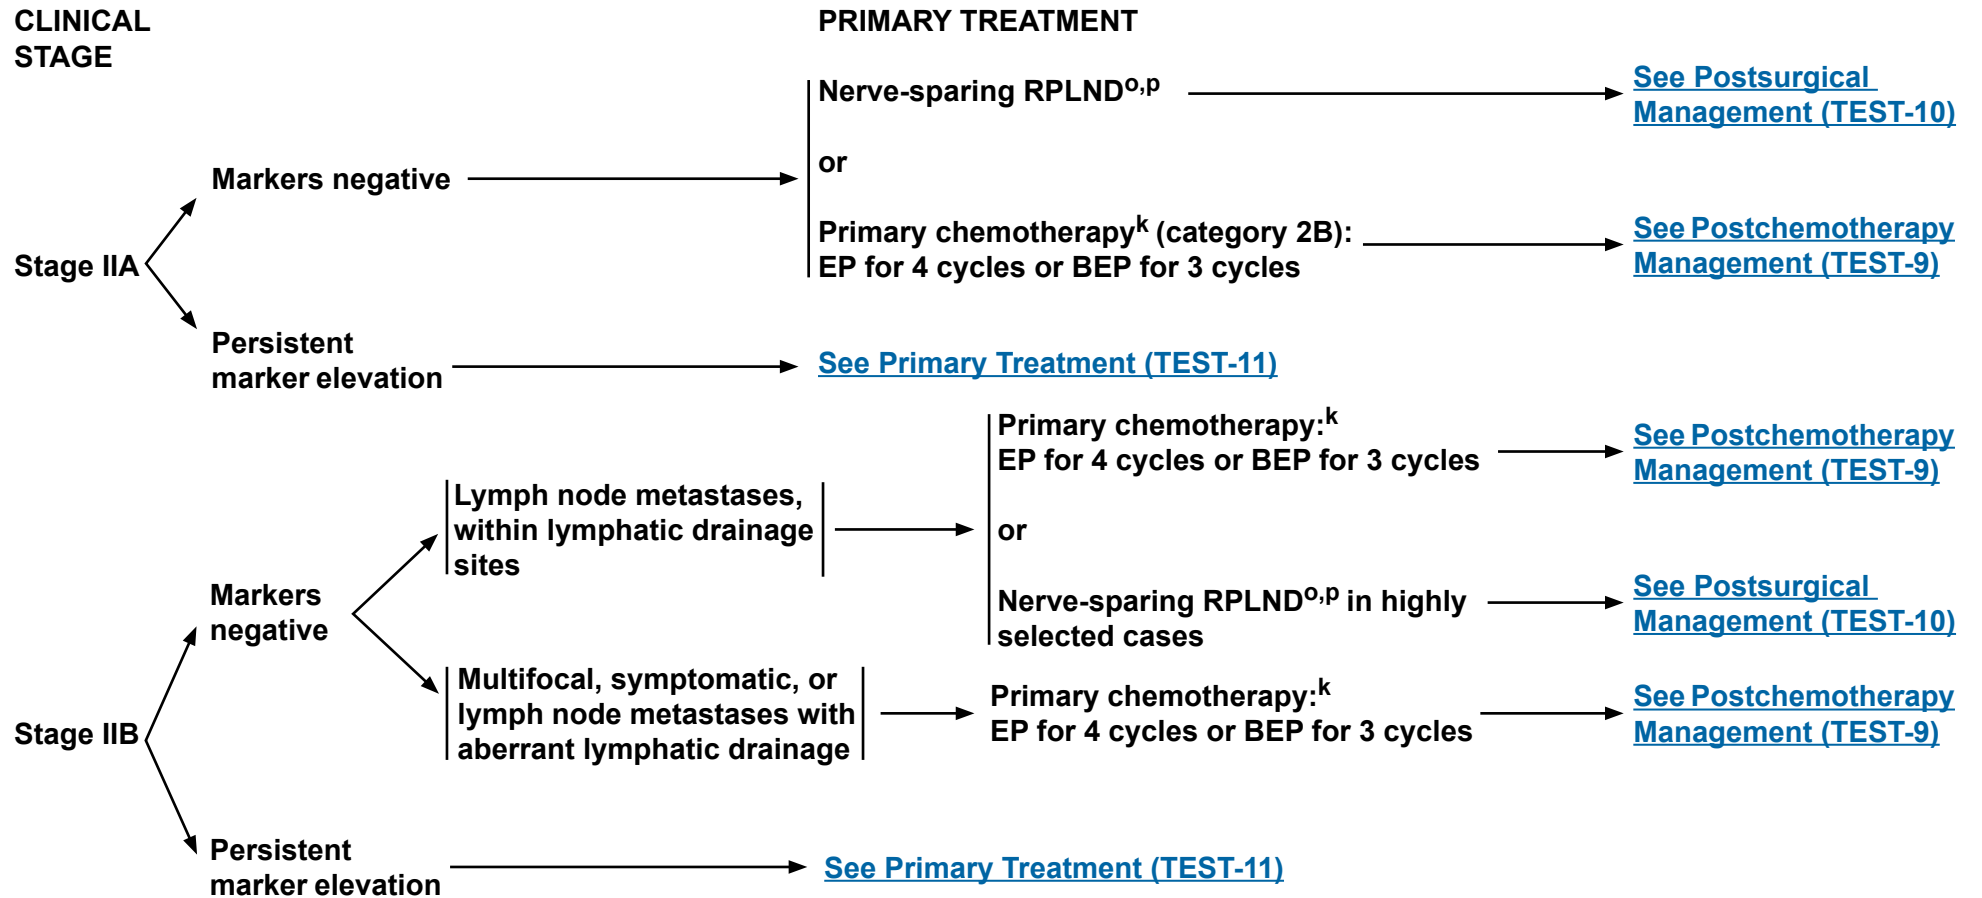 CLINICAL
STAGE
PRIMARY TREATMENT
Stage IIA
Markers negative
Nerve-sparing RPLNDo,p
See Postsurgical
Management (TEST-10)
or
Primary chemotherapyk (category 2B):
EP for 4 cycles or BEP for 3 cycles
See Postchemotherapy
Management (TEST-9)
Persistent
marker elevation
See Primary Treatment (TEST-11)
Stage IIB
Markers
negative
Lymph node metastases,
within lymphatic drainage
sites
Primary chemotherapy:k
EP for 4 cycles or BEP for 3 cycles
See Postchemotherapy
Management (TEST-9)
or
Nerve-sparing RPLNDo,p in highly
selected cases
See Postsurgical
Management (TEST-10)
Multifocal, symptomatic, or
lymph node metastases with
aberrant lymphatic drainage
Primary chemotherapy:k
EP for 4 cycles or BEP for 3 cycles
See Postchemotherapy
Management (TEST-9)
Persistent
marker elevation
See Primary Treatment (TEST-11)